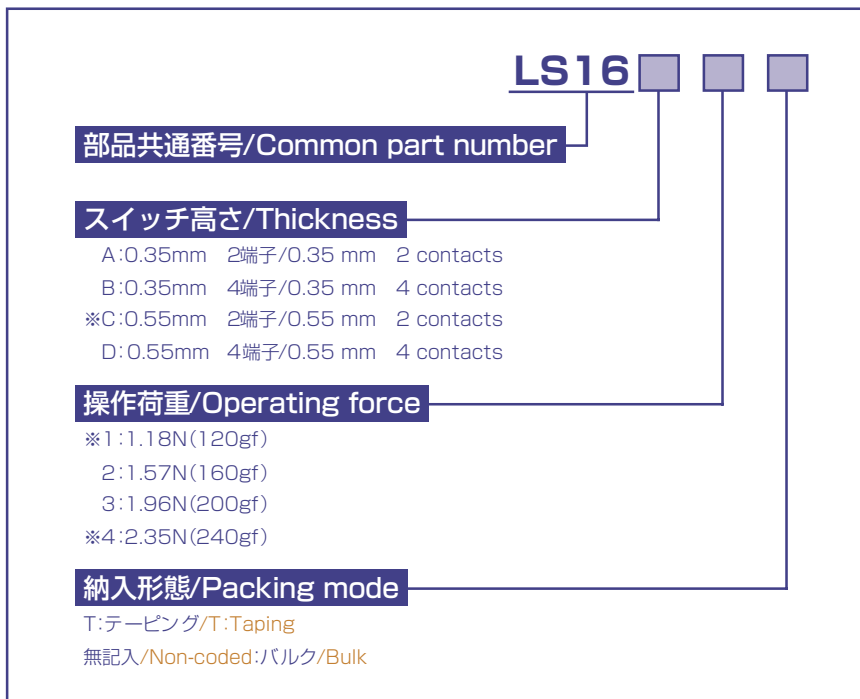 LS16
部品共通番号/Common part number
スイッチ高さ/Thickness
A:0.35mm 2端子/0.35 mm 2 contacts
B:0.35mm 4端子/0.35 mm 4 contacts
※C:0.55mm 2端子/0.55 mm 2 contacts
D:0.55mm 4端子/0.55 mm 4 contacts
操作荷重/Operating force
※1:1.18N(120gf)
2:1.57N(160gf)
3:1.96N(200gf)
※4:2.35N(240gf)
納入形態/Packing mode
T:テーピング/T:Taping
無記入/Non-coded:バルク/Bulk